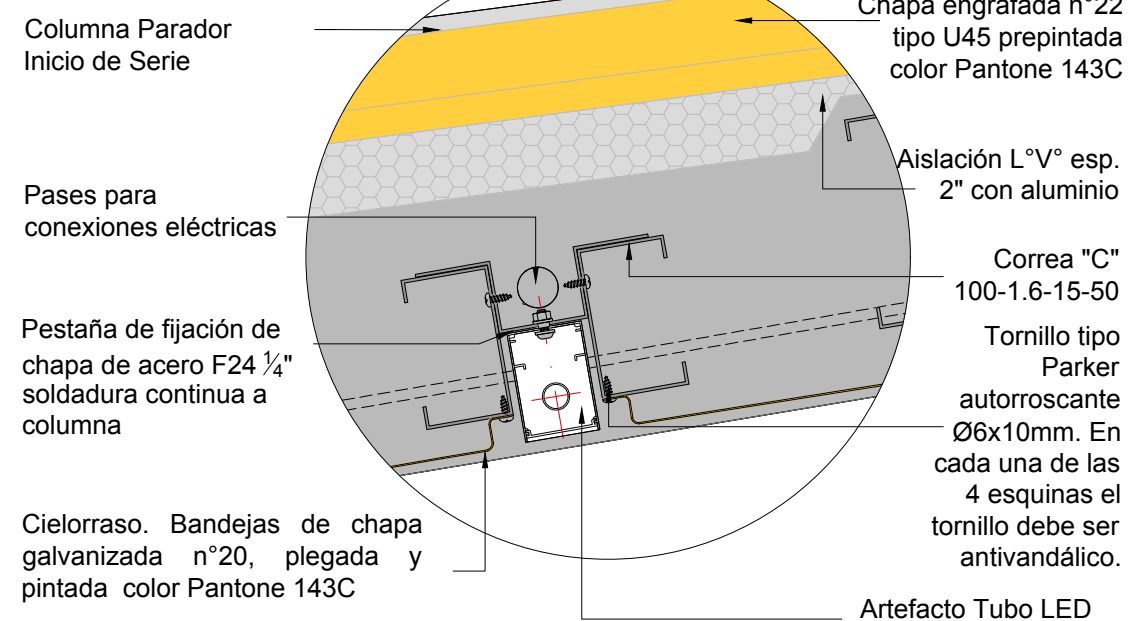 Columna Parador
Inicio de Serie
Pases para
conexiones eléctricas
Pestaña de fijación de
chapa de acero F24 ¼"
soldadura continua a
columna
Cielorraso. Bandejas de chapa
galvanizada n°20, plegada y
pintada color Pantone 143C
Chapa engrafada n°22
tipo U45 prepintada
color Pantone 143C
Aislación L°V° esp.
2" con aluminio
Correa "C"
100-1.6-15-50
Tornillo tipo
Parker
autorroscante
Ø6x10mm. En
cada una de las
4 esquinas el
tornillo debe ser
antivandálico.
Artefacto Tubo LED